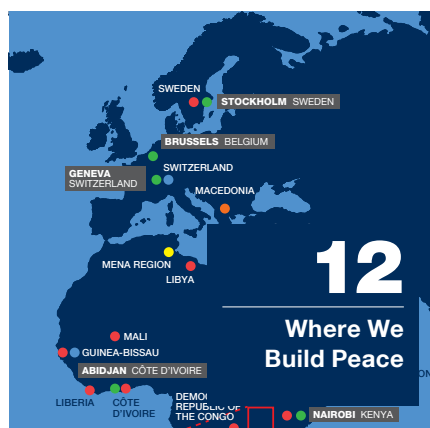 SWEDEN
STOCKHOLM SWEDEN
BRUSSELS BELGIUM
SWITZERLAND
GENEVA
SWITZERLAND
MACEDONIA
MENA REGION
LIBYA
12
Where We
Build Peace
MALI
GUINEA-BISSAU
ABIDJAN CÔTE D'IVOIRE
LIBERIA
CÔTE
D'IVOIRE
REPUBLIC OF
THE CONGO
NAIROBI KENYA